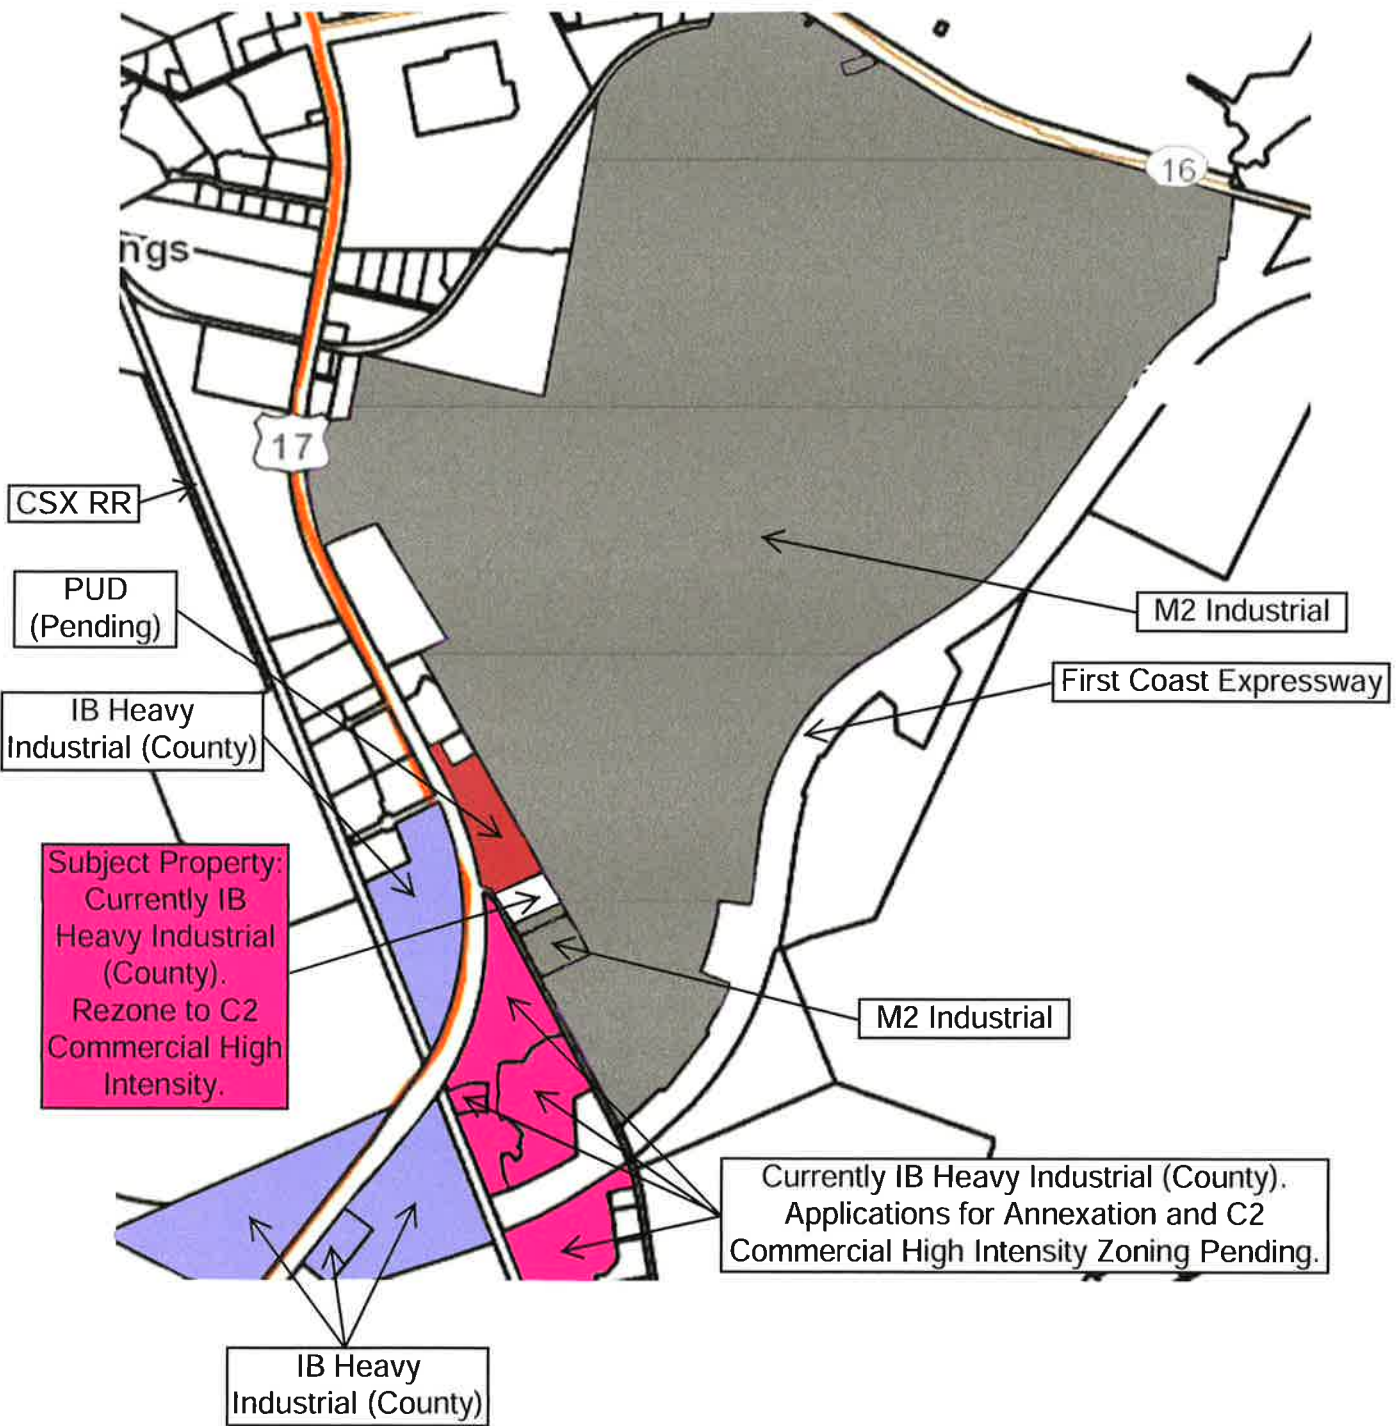 16
ngs
17
CSX RR
PUD
(Pending)
M2 Industrial
First Coast Expressway
IB Heavy
Industrial (County)
Subject Property:
Currently IB
Heavy Industrial
(County).
Rezone to C2
Commercial High
Intensity.
M2 Industrial
Currently IB Heavy Industrial (County).
Applications for Annexation and C2
Commercial High Intensity Zoning Pending.
IB Heavy
Industrial (County)